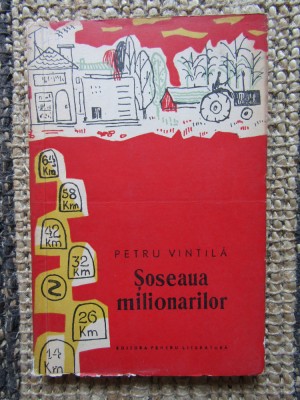 64
Km
58
Km
42
Km
32
Km
2
26
Km
14
Km
PETRU VINTILĂ
Șoseaua
milionarilor
EDITURA PENTRU LITERATURĂ